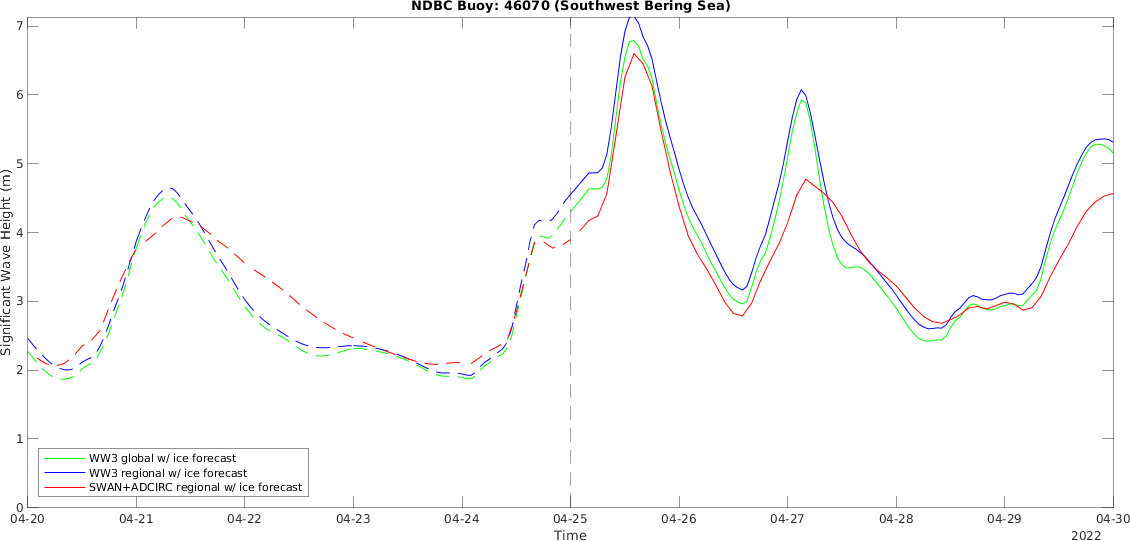 NDBC Buoy: 46070 (Southwest Bering Sea)
Significant Wave Height (m)
7
6
5
4
3
2
1
0
WW3 global w/ ice forecast
WW3 regional w/ ice forecast
SWAN+ADCIRC regional w/ ice forecast
04-20 04-21 04-22 04-23 04-24 04-25 04-26 04-27 04-28 04-29 04-30
Time
2022